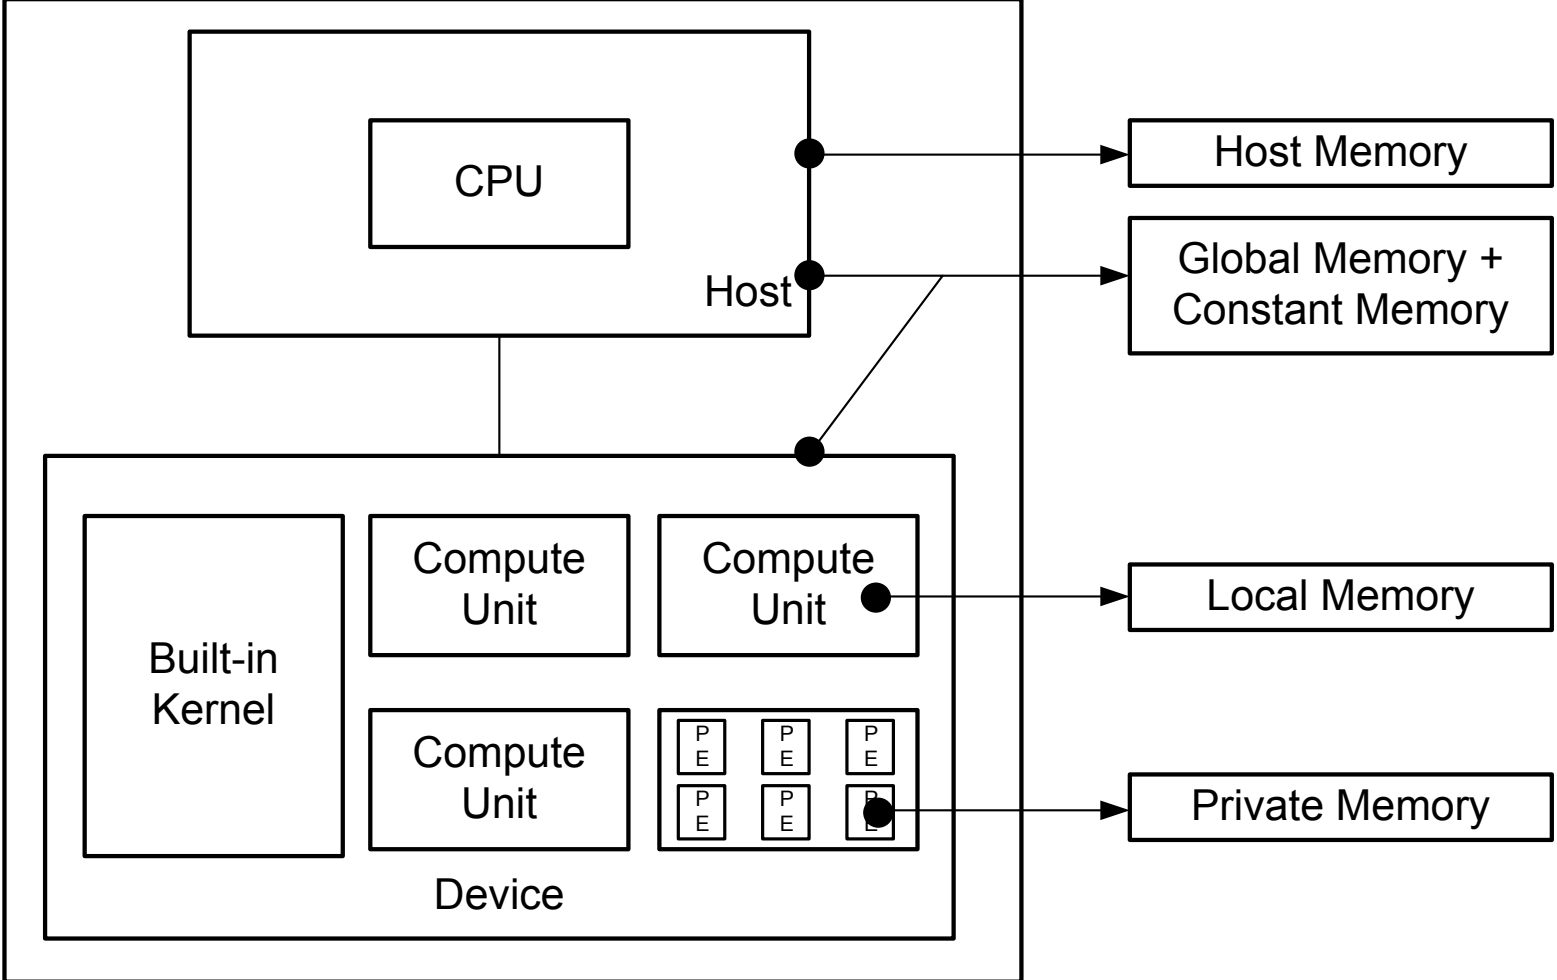 CPU
Host
Host Memory
Global Memory +
Constant Memory
Built-in
Kernel
Compute
Unit
Compute
Unit
Local Memory
Compute
Unit
P
E
P
E
P
E
P
E
P
E
P
E
Private Memory
Device